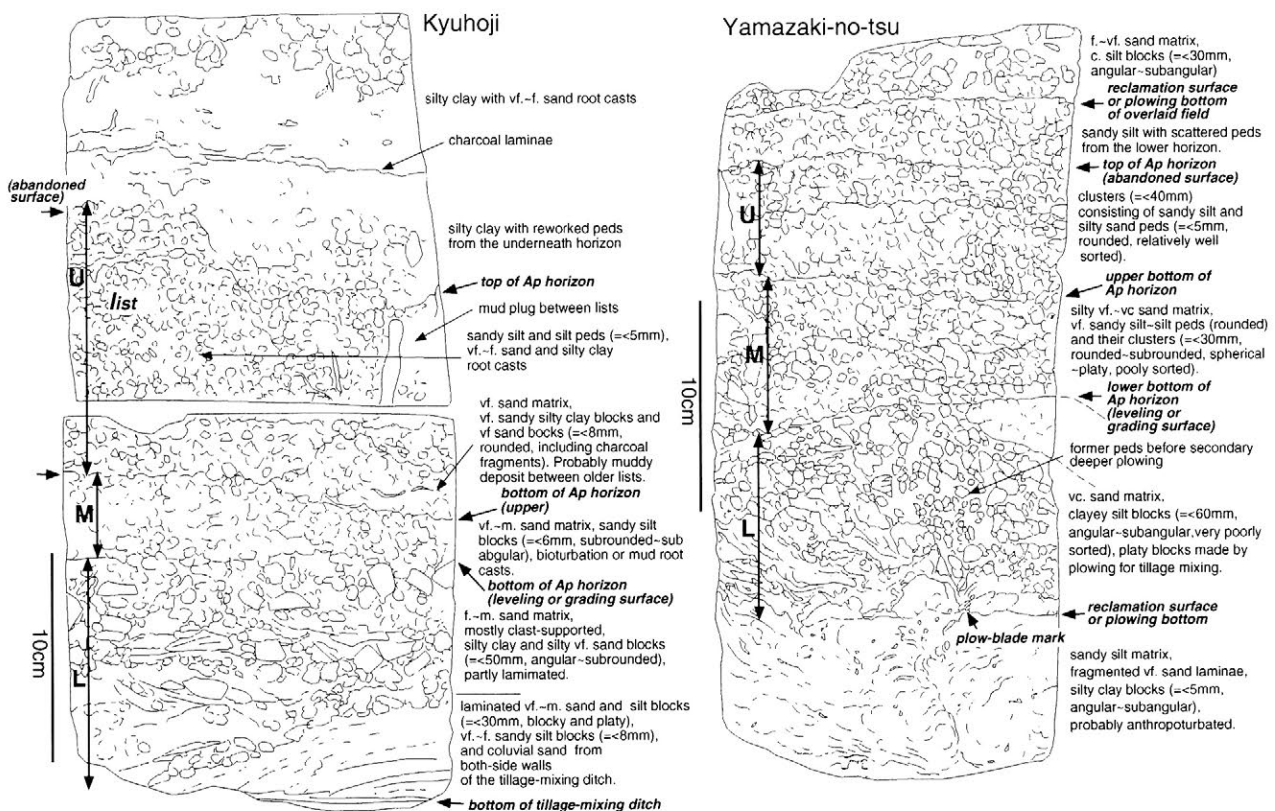 Kyuhoji
silty clay with vf.~f. sand root casts
charcoal laminae
(abandoned
surface)
silty clay with reworked peds
from the underneath horizon
U
list
top of Ap horizon
mud plug between lists
sandy silt and silt peds (=<5mm),
vf.~f. sand and silty clay
root casts
vf. sand matrix,
vf. sandy silty clay blocks and
vf sand bocks (=<8mm,
rounded, including charcoal
fragments). Probably muddy
deposit between older lists.
bottom of Ap horizon
(upper)
M
vf.~m. sand matrix, sandy silt
blocks (=<6mm, subrounded~sub
abgular), bioturbation or mud root
casts.
bottom of Ap horizon
(leveling or grading surface)
10cm
L
f.~m. sand matrix,
mostly clast-supported,
silty clay and silty vf. sand blocks
(=<50mm, angular~subrounded),
partly lamimated.
laminated vf.~m. sand and silt blocks
(=<30mm, blocky and platy),
vf.~f. sandy silt blocks (=<8mm),
and coluvial sand from
both-side walls
of the tillage-mixing ditch.
bottom of tillage-mixing ditch
Yamazaki-no-tsu
f.~vf. sand matrix,
c. silt blocks (=<30mm,
angular~subangular)
reclamation surface
or plowing bottom
of overlaid field
sandy silt with scattered peds
from the lower horizon.
top of Ap horizon
(abandoned surface)
U
clusters (=<40mm)
consisting of sandy silt and
silty sand peds (=<5mm,
rounded, relatively well
sorted).
upper bottom of
Ap horizon
10cm
M
silty vf.~vc sand matrix,
vf. sandy silt~silt peds (rounded)
and their clusters (=<30mm,
rounded~subrounded, spherical
~platy, pooly sorted).
lower bottom of
Ap horizon
(leveling or
grading surface)
former peds before secondary
deeper plowing
L
vc. sand matrix,
clayey silt blocks (=<60mm,
angular~subangular,very poorly
sorted), platy blocks made by
plowing for tillage mixing.
reclamation surface
or plowing bottom
plow-blade mark
sandy silt matrix,
fragmented vf. sand laminae,
silty clay blocks (=<5mm,
angular~subangular),
probably anthropoturbated.